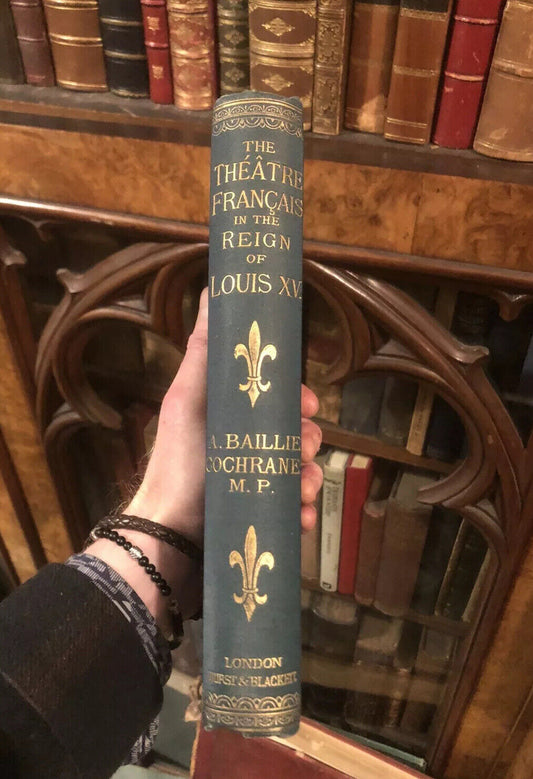 THE
THÉÂTRE
FRANÇAIS
IN THE
REIGN
OF
LOUIS XV.
A. BAILLIE
COCHRANE
M. P.
LONDON
HURST & BLACKETT.